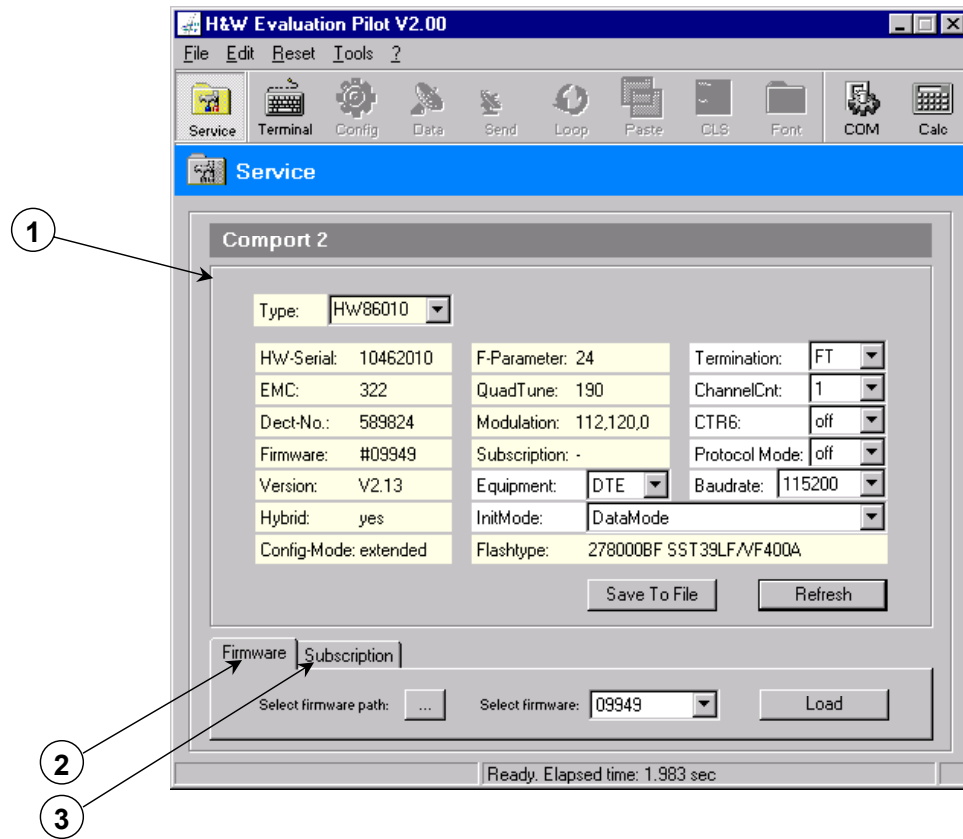 H&W Evaluation Pilot V2.00
File Edit Reset Tools ?
Service Terminal Config Data Send Loop Paste CLS Font COM Calc
Service
1
Comport 2
Type: HW86010
HW-Serial: 10462010 F-Parameter: 24 Termination: FT
EMC: 322 QuadTune: 190 ChannelCnt: 1
Dect-No.: 589824 Modulation: 112,120,0 CTR6: off
Firmware: #09949 Subscription: - Protocol Mode: off
Version: V2.13 Equipment: DTE Baudrate: 115200
Hybrid: yes InitMode: DataMode
Config-Mode: extended Flashtype: 278000BF SST39LF/VF400A
Save To File Refresh
Firmware Subscription
Select firmware path: ... Select firmware: 09949 Load
2
Ready. Elapsed time: 1.983 sec
3